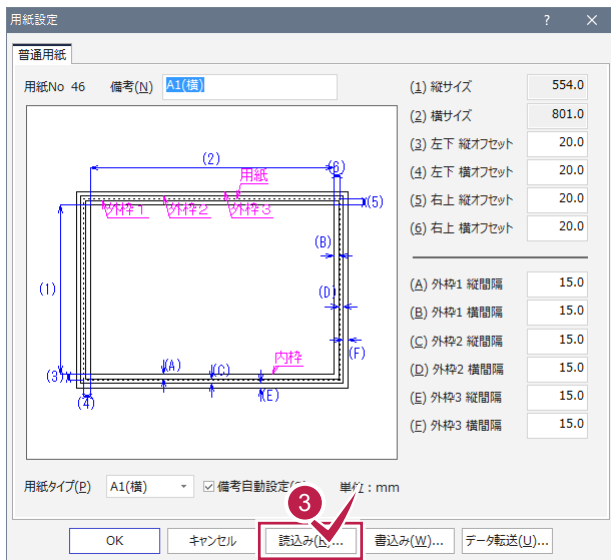 用紙設定
?
×
普通用紙
用紙No 46 備考(N) A1(横)
(1) 縦サイズ 554.0
(2) 横サイズ 801.0
(3) 左下 縦オフセット 20.0
(4) 左下 横オフセット 20.0
(5) 右上 縦オフセット 20.0
(6) 右上 横オフセット 20.0
(A) 外枠1 縦間隔 15.0
(B) 外枠1 横間隔 15.0
(C) 外枠2 縦間隔 15.0
(D) 外枠2 横間隔 15.0
(E) 外枠3 縦間隔 15.0
(F) 外枠3 横間隔 15.0
(2)
(6)
用紙
(5)
外枠1
外枠2
外枠3
(B)
(1)
(D)
(F)
内枠
(A)
(C)
(3)
(E)
(4)
用紙タイプ(P) A1(横) 備考自動設定 単位：mm
3
OK
キャンセル
読込み(R)...
書込み(W)...
データ転送(U)...